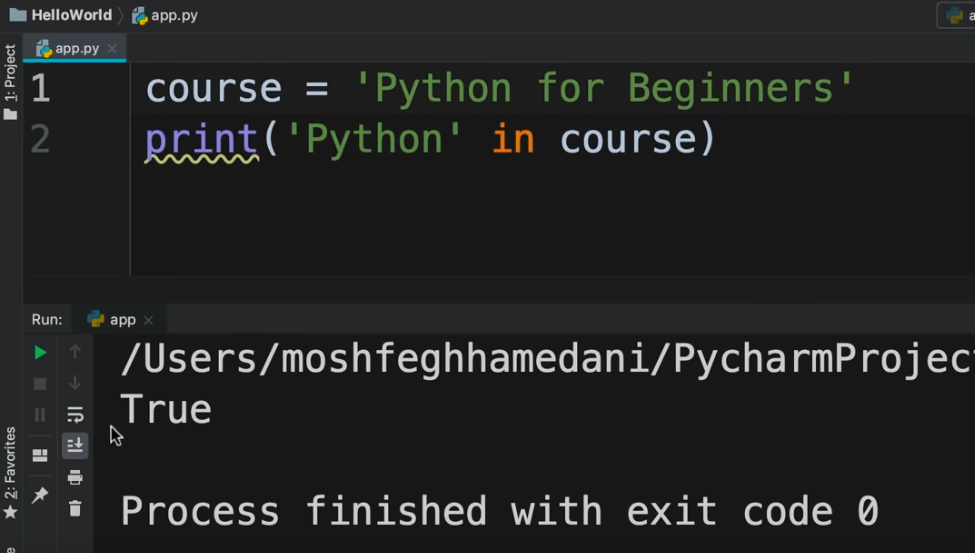 HelloWorld app.py
app.py
1: Project
1 course = 'Python for Beginners'
2 print('Python' in course)
Run: app
/Users/moshfeghhamedani/PycharmProjec
True
2: Favorites
Process finished with exit code 0